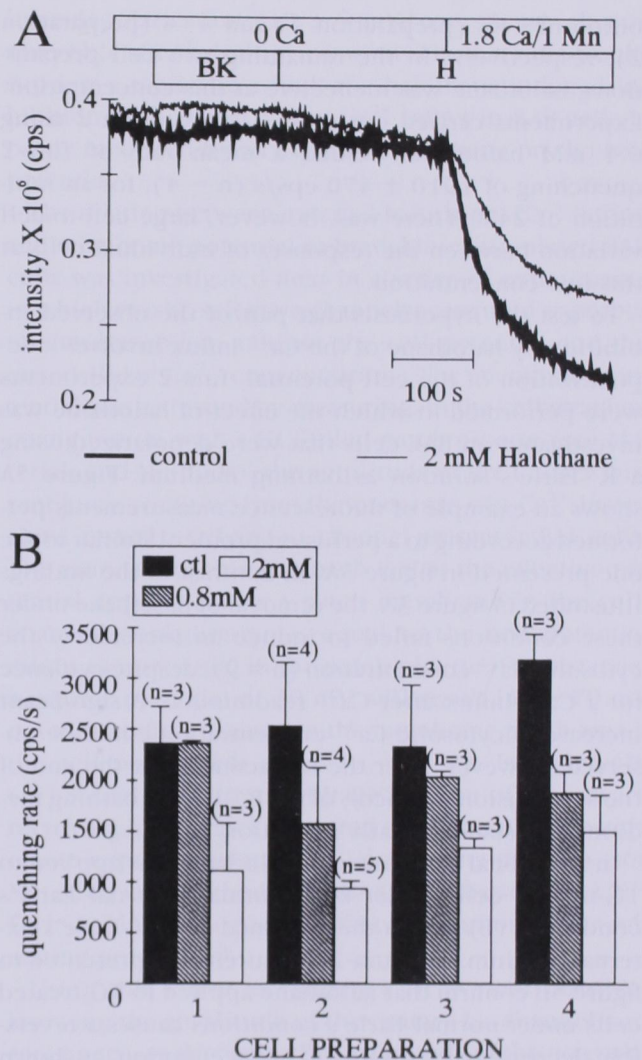 A
0 Ca 1.8 Ca/1 Mn
BK H
intensity X 10⁶ (cps)
0.4
0.3
0.2
100 s
control 2 mM Halothane
B
ctl 2mM
0.8mM
quenching rate (cps/s)
3500
3000
2500
2000
1500
1000
500
0
(n=3) (n=3) (n=3)
(n=4) (n=4) (n=5)
(n=3) (n=3) (n=3)
(n=3) (n=3) (n=3)
1 2 3 4
CELL PREPARATION